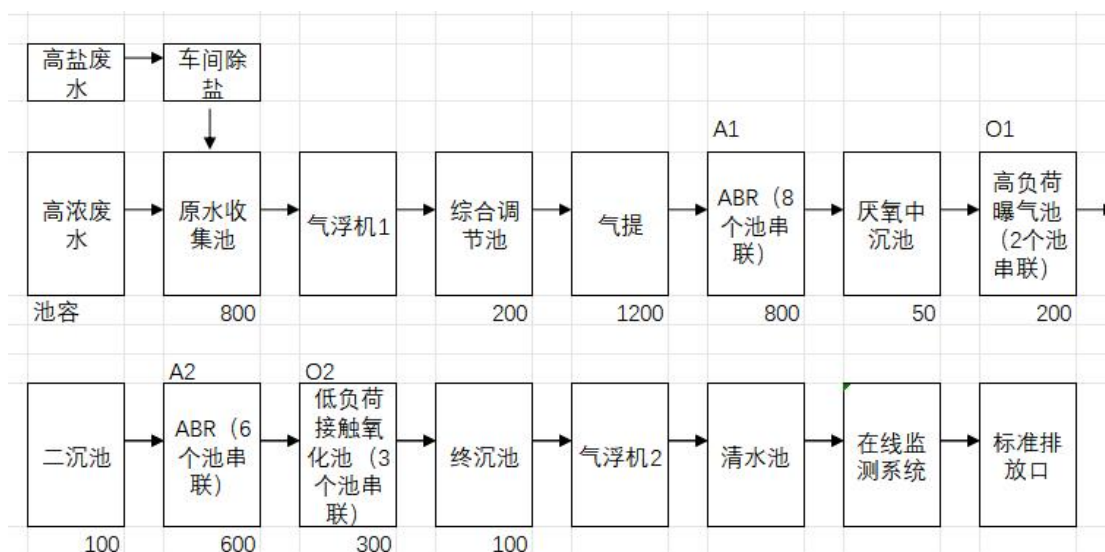 高盐废
水
车间除
盐
A1
O1
高浓废
水
原水收
集池
气浮机1
综合调
节池
气提
ABR（8
个池串
联）
厌氧中
沉池
高负荷
曝气池
（2个池
串联）
池容
800
200
1200
800
50
200
A2
O2
二沉池
ABR（6
个池串
联）
低负荷
接触氧
化池（3
个池串
联）
终沉池
气浮机2
清水池
在线监
测系统
标准排
放口
100
600
300
100